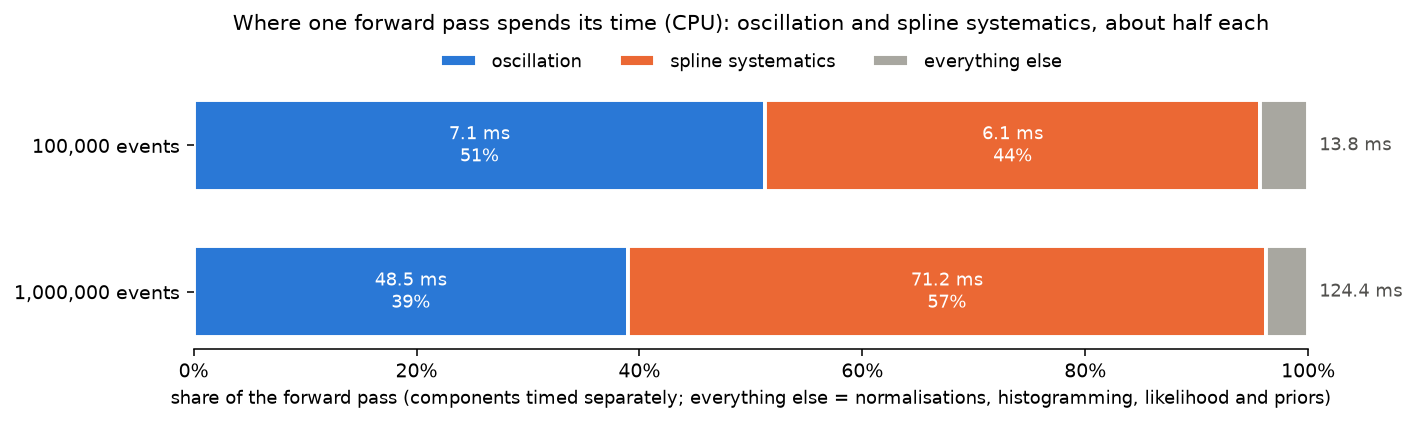 Where one forward pass spends its time (CPU): oscillation and spline systematics, about half each
oscillation spline systematics everything else
100,000 events
7.1 ms
51%
6.1 ms
44%
13.8 ms
1,000,000 events
48.5 ms
39%
71.2 ms
57%
124.4 ms
0% 20% 40% 60% 80% 100%
share of the forward pass (components timed separately; everything else = normalisations, histogramming, likelihood and priors)